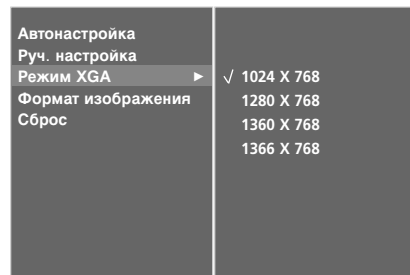 Автонастройка
Руч. настройка
Режим XGA ►
Формат изображения
Сброс
√ 1024 X 768
1280 X 768
1360 X 768
1366 X 768